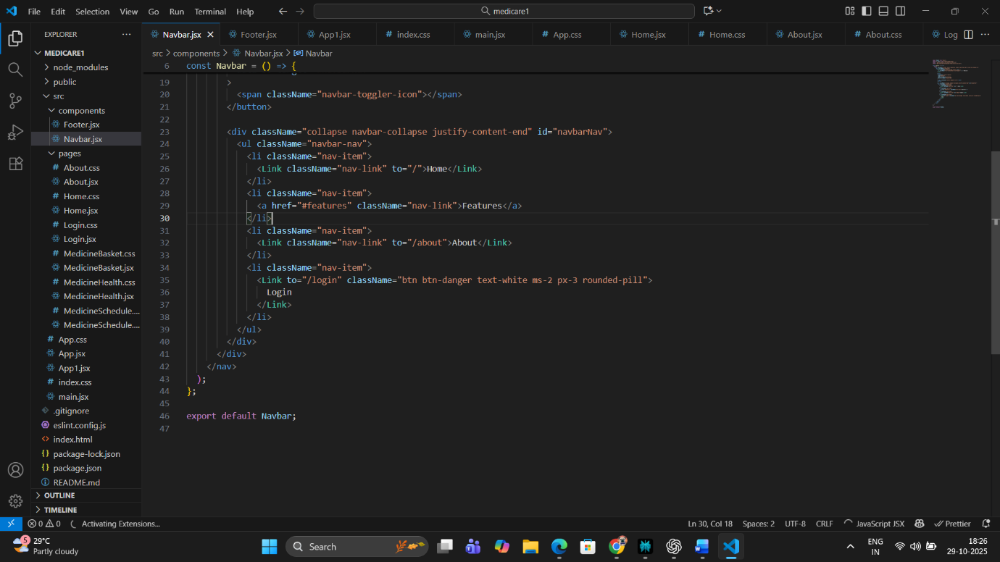 File Edit Selection View Go Run Terminal Help
medicare1
EXPLORER
Navbar.jsx
Footer.jsx
App1.jsx
index.css
main.jsx
App.css
Home.jsx
Home.css
About.jsx
About.css
Log
src > components > Navbar.jsx > Navbar
MEDICARE1
node_modules
public
src
components
Footer.jsx
Navbar.jsx
pages
About.css
About.jsx
Home.css
Home.jsx
Login.css
Login.jsx
MedicineBasket.css
MedicineBasket.jsx
MedicineHealth.css
MedicineHealth.jsx
MedicineSchedule....
MedicineSchedule....
App.css
App.jsx
App1.jsx
index.css
main.jsx
.gitignore
eslint.config.js
index.html
package-lock.json
package.json
README.md
OUTLINE
TIMELINE
6 const Navbar = () => {
19 >
20 <span className="navbar-toggler-icon"></span>
21 </button>
22
23 <div className="collapse navbar-collapse justify-content-end" id="navbarNav">
24 <ul className="navbar-nav">
25 <li className="nav-item">
26 <Link className="nav-link" to="/">Home</Link>
27 </li>
28 <li className="nav-item">
29 <a href="#features" className="nav-link">Features</a>
30 </li>
31 <li className="nav-item">
32 <Link className="nav-link" to="/about">About</Link>
33 </li>
34 <li className="nav-item">
35 <Link to="/login" className="btn btn-danger text-white ms-2 px-3 rounded-pill">
36 Login
37 </Link>
38 </li>
39 </ul>
40 </div>
41 </div>
42 </nav>
43 );
44 };
45
46 export default Navbar;
47
0 0 Activating Extensions...
Ln 30, Col 18 Spaces: 2 UTF-8 CRLF JavaScript JSX Prettier
5
29°C
Partly cloudy
Search
ENG
IN
18:26
29-10-2025